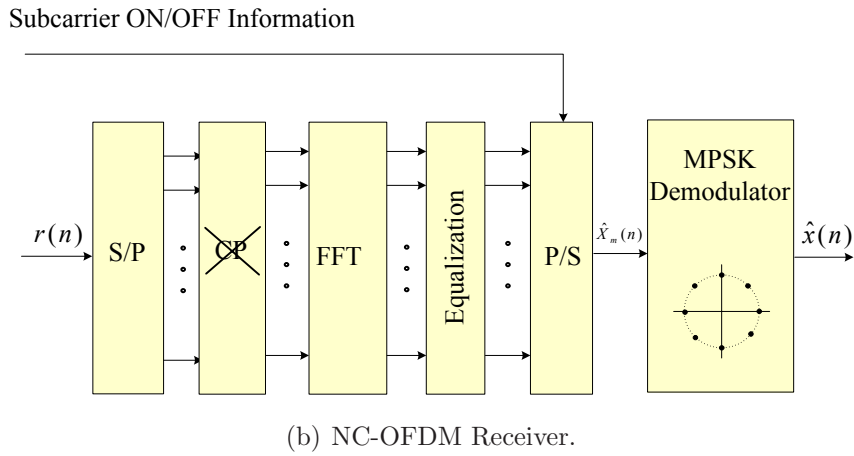 Subcarrier ON/OFF Information
r(n)
S/P
CP
FFT
Equalization
P/S
X̂ₘ(n)
MPSK
Demodulator
x̂(n)
(b) NC-OFDM Receiver.